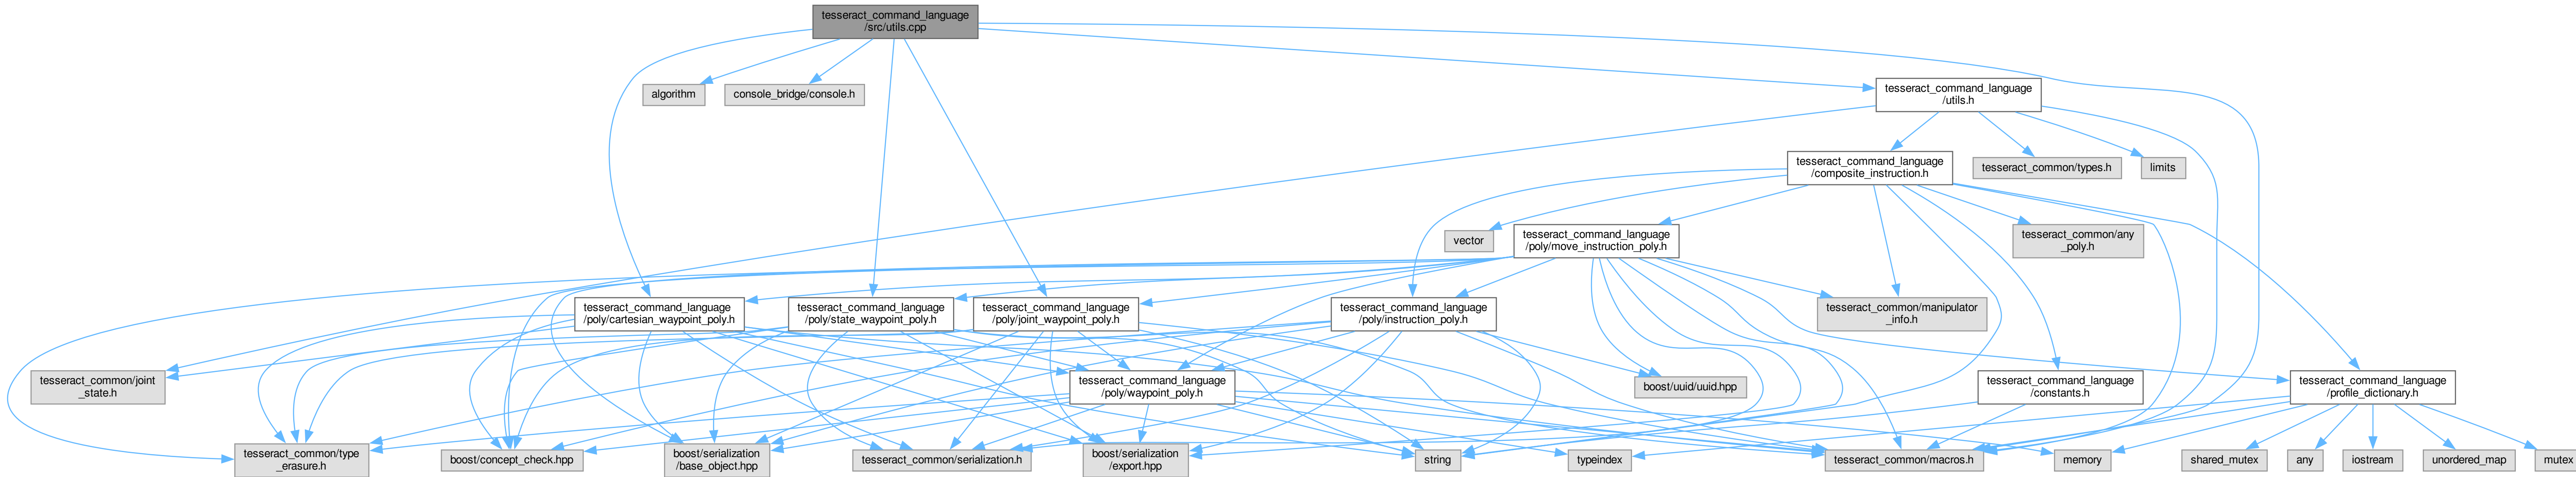 tesseract_command_language
/src/utils.cpp
algorithm
console_bridge/console.h
tesseract_command_language
/utils.h
tesseract_command_language
/composite_instruction.h
tesseract_common/types.h
limits
vector
tesseract_command_language
/poly/move_instruction_poly.h
tesseract_common/any
_poly.h
tesseract_command_language
/poly/cartesian_waypoint_poly.h
tesseract_command_language
/poly/state_waypoint_poly.h
tesseract_command_language
/poly/joint_waypoint_poly.h
tesseract_command_language
/poly/instruction_poly.h
tesseract_common/manipulator
_info.h
tesseract_common/joint
_state.h
tesseract_command_language
/poly/waypoint_poly.h
boost/uuid/uuid.hpp
tesseract_command_language
/constants.h
tesseract_command_language
/profile_dictionary.h
tesseract_common/type
_erasure.h
boost/concept_check.hpp
boost/serialization
/base_object.hpp
tesseract_common/serialization.h
boost/serialization
/export.hpp
string
typeindex
tesseract_common/macros.h
memory
shared_mutex
any
iostream
unordered_map
mutex